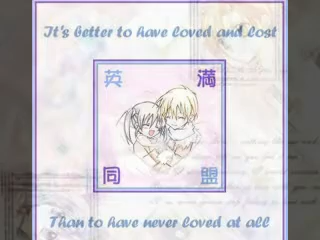 It's better to have loved and lost
英 満
同 盟
Than to have never loved at all